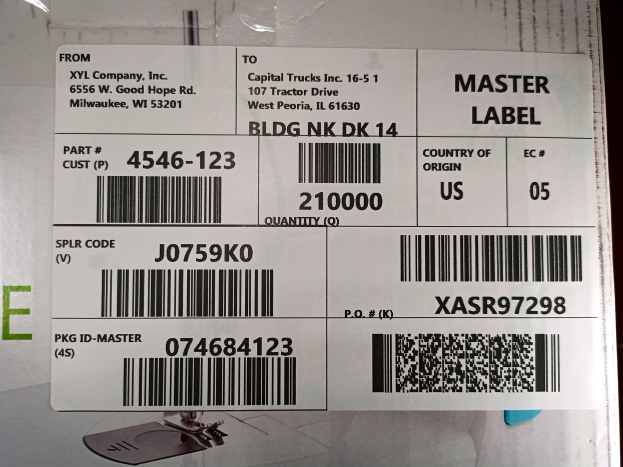 FROM
XYL Company, Inc.
6556 W. Good Hope Rd.
Milwaukee, WI 53201
TO
Capital Trucks Inc. 16-5 1
107 Tractor Drive
West Peoria, IL 61630
BLDG NK DK 14
MASTER
LABEL
PART #
CUST (P)
4546-123
210000
QUANTITY (Q)
COUNTRY OF
ORIGIN
US
EC #
05
SPLR CODE
(V)
J0759K0
P.O. # (K)
XASR97298
PKG ID-MASTER
(4S)
074684123
E